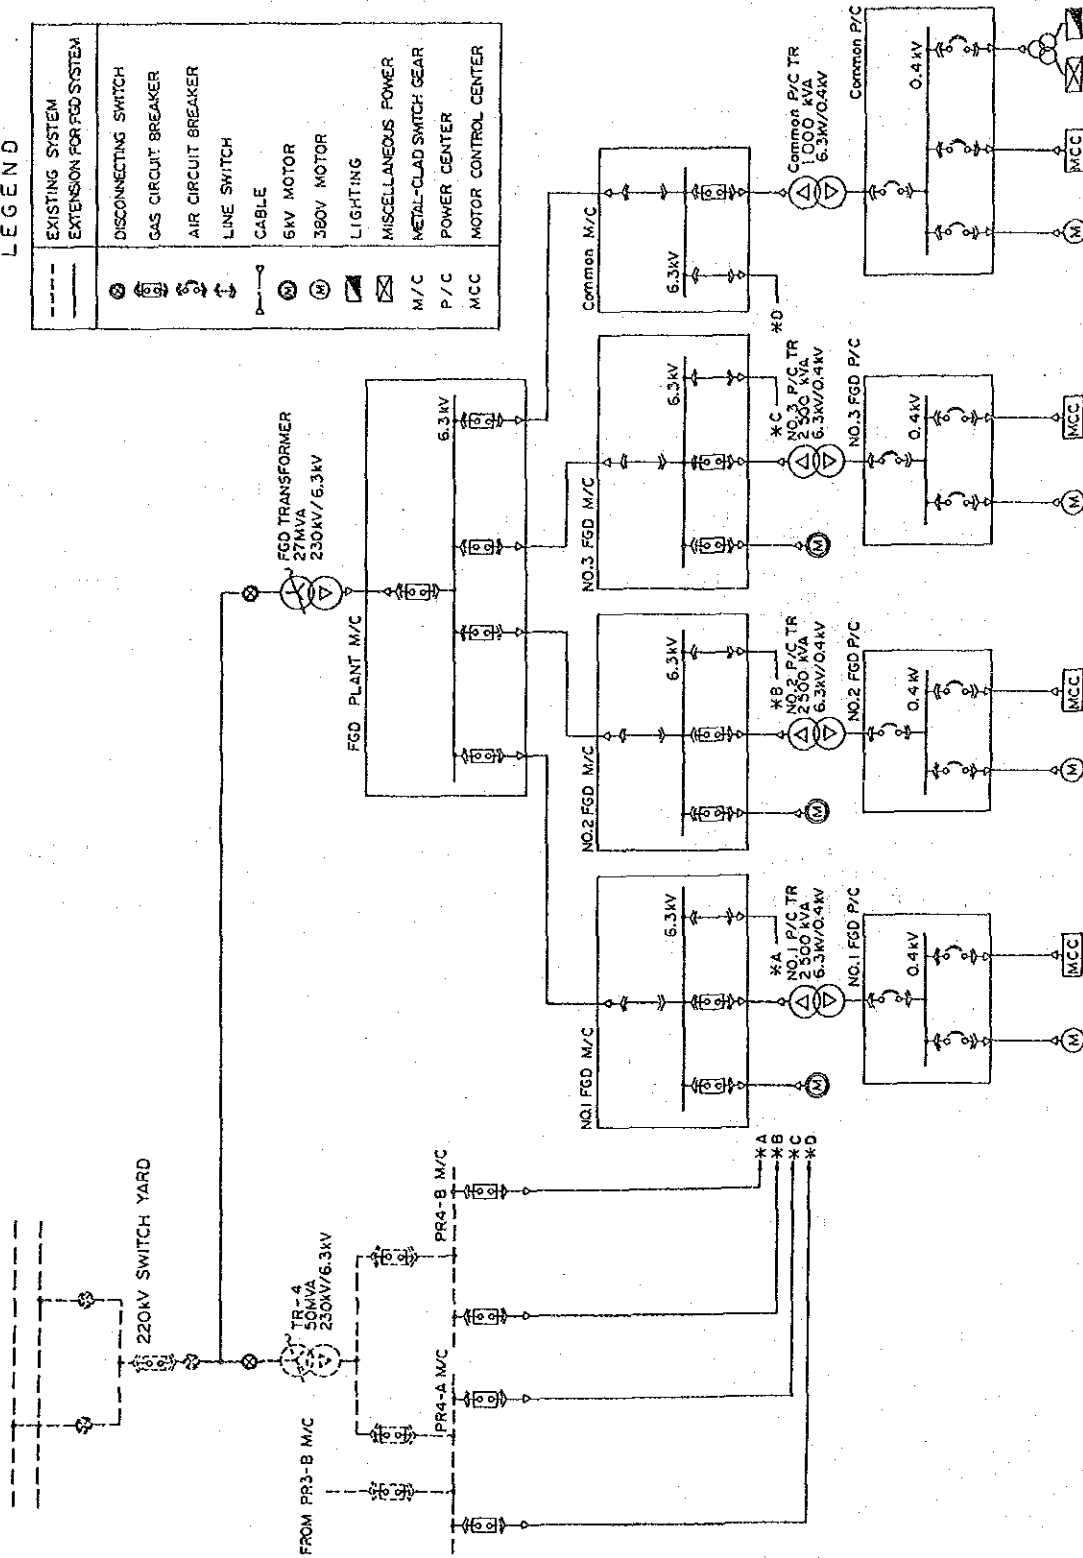 LEGEND
EXISTING SYSTEM
EXTENSION FOR FGD SYSTEM
DISCONNECTING SWITCH
GAS CIRCUIT BREAKER
AIR CIRCUIT BREAKER
LINE SWITCH
CABLE
M 6KV MOTOR
M 380V MOTOR
LIGHTING
MISCELLANEOUS POWER
M/C METAL-CLAD SWITCH GEAR
P/C POWER CENTER
MCC MOTOR CONTROL CENTER
220KV SWITCH YARD
TR-4
50MVA
230KV/6.3KV
FROM PR3-B M/C
PR4-A M/C
PR4-B M/C
*A
*B
*C
*D
FGD TRANSFORMER
27MVA
230KV/6.3KV
FGD PLANT M/C
6.3KV
NO.1 FGD M/C
6.3KV
M
*A
NO.1 P/C TR
2500 KVA
6.3KV/0.4KV
NO.1 FGD P/C
0.4KV
M
MCC
NO.2 FGD M/C
6.3KV
M
*B
NO.2 P/C TR
2500 KVA
6.3KV/0.4KV
NO.2 FGD P/C
0.4KV
M
MCC
NO.3 FGD M/C
6.3KV
M
*C
NO.3 P/C TR
2500 KVA
6.3KV/0.4KV
NO.3 FGD P/C
0.4KV
M
MCC
Common M/C
6.3KV
*D
Common P/C TR
1000 KVA
6.3KV/0.4KV
Common P/C
0.4KV
M
MCC